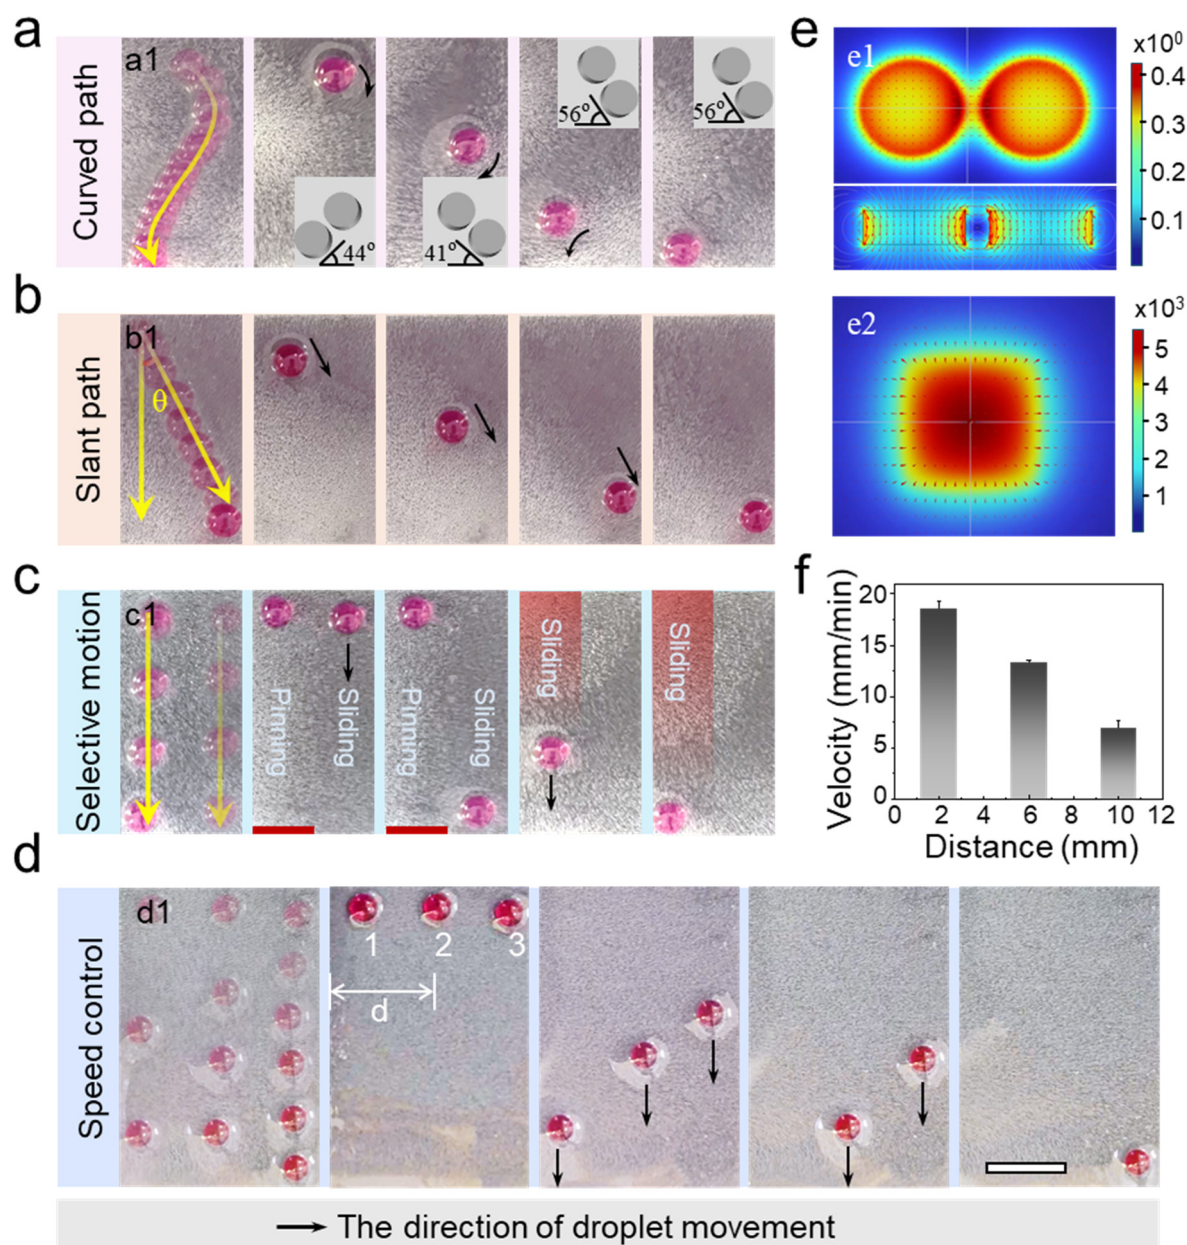 a
Curved path
a1
44°
41°
56°
56°
b
Slant path
b1
θ
c
Selective motion
c1
Pinning
Sliding
Pinning
Sliding
Sliding
Sliding
d
Speed control
d1
1
2
3
d
The direction of droplet movement
e
e1
x10⁰
0.4
0.3
0.2
0.1
e2
x10³
5
4
3
2
1
f
Velocity (mm/min)
20
15
10
5
0
0
2
4
6
8
10
12
Distance (mm)